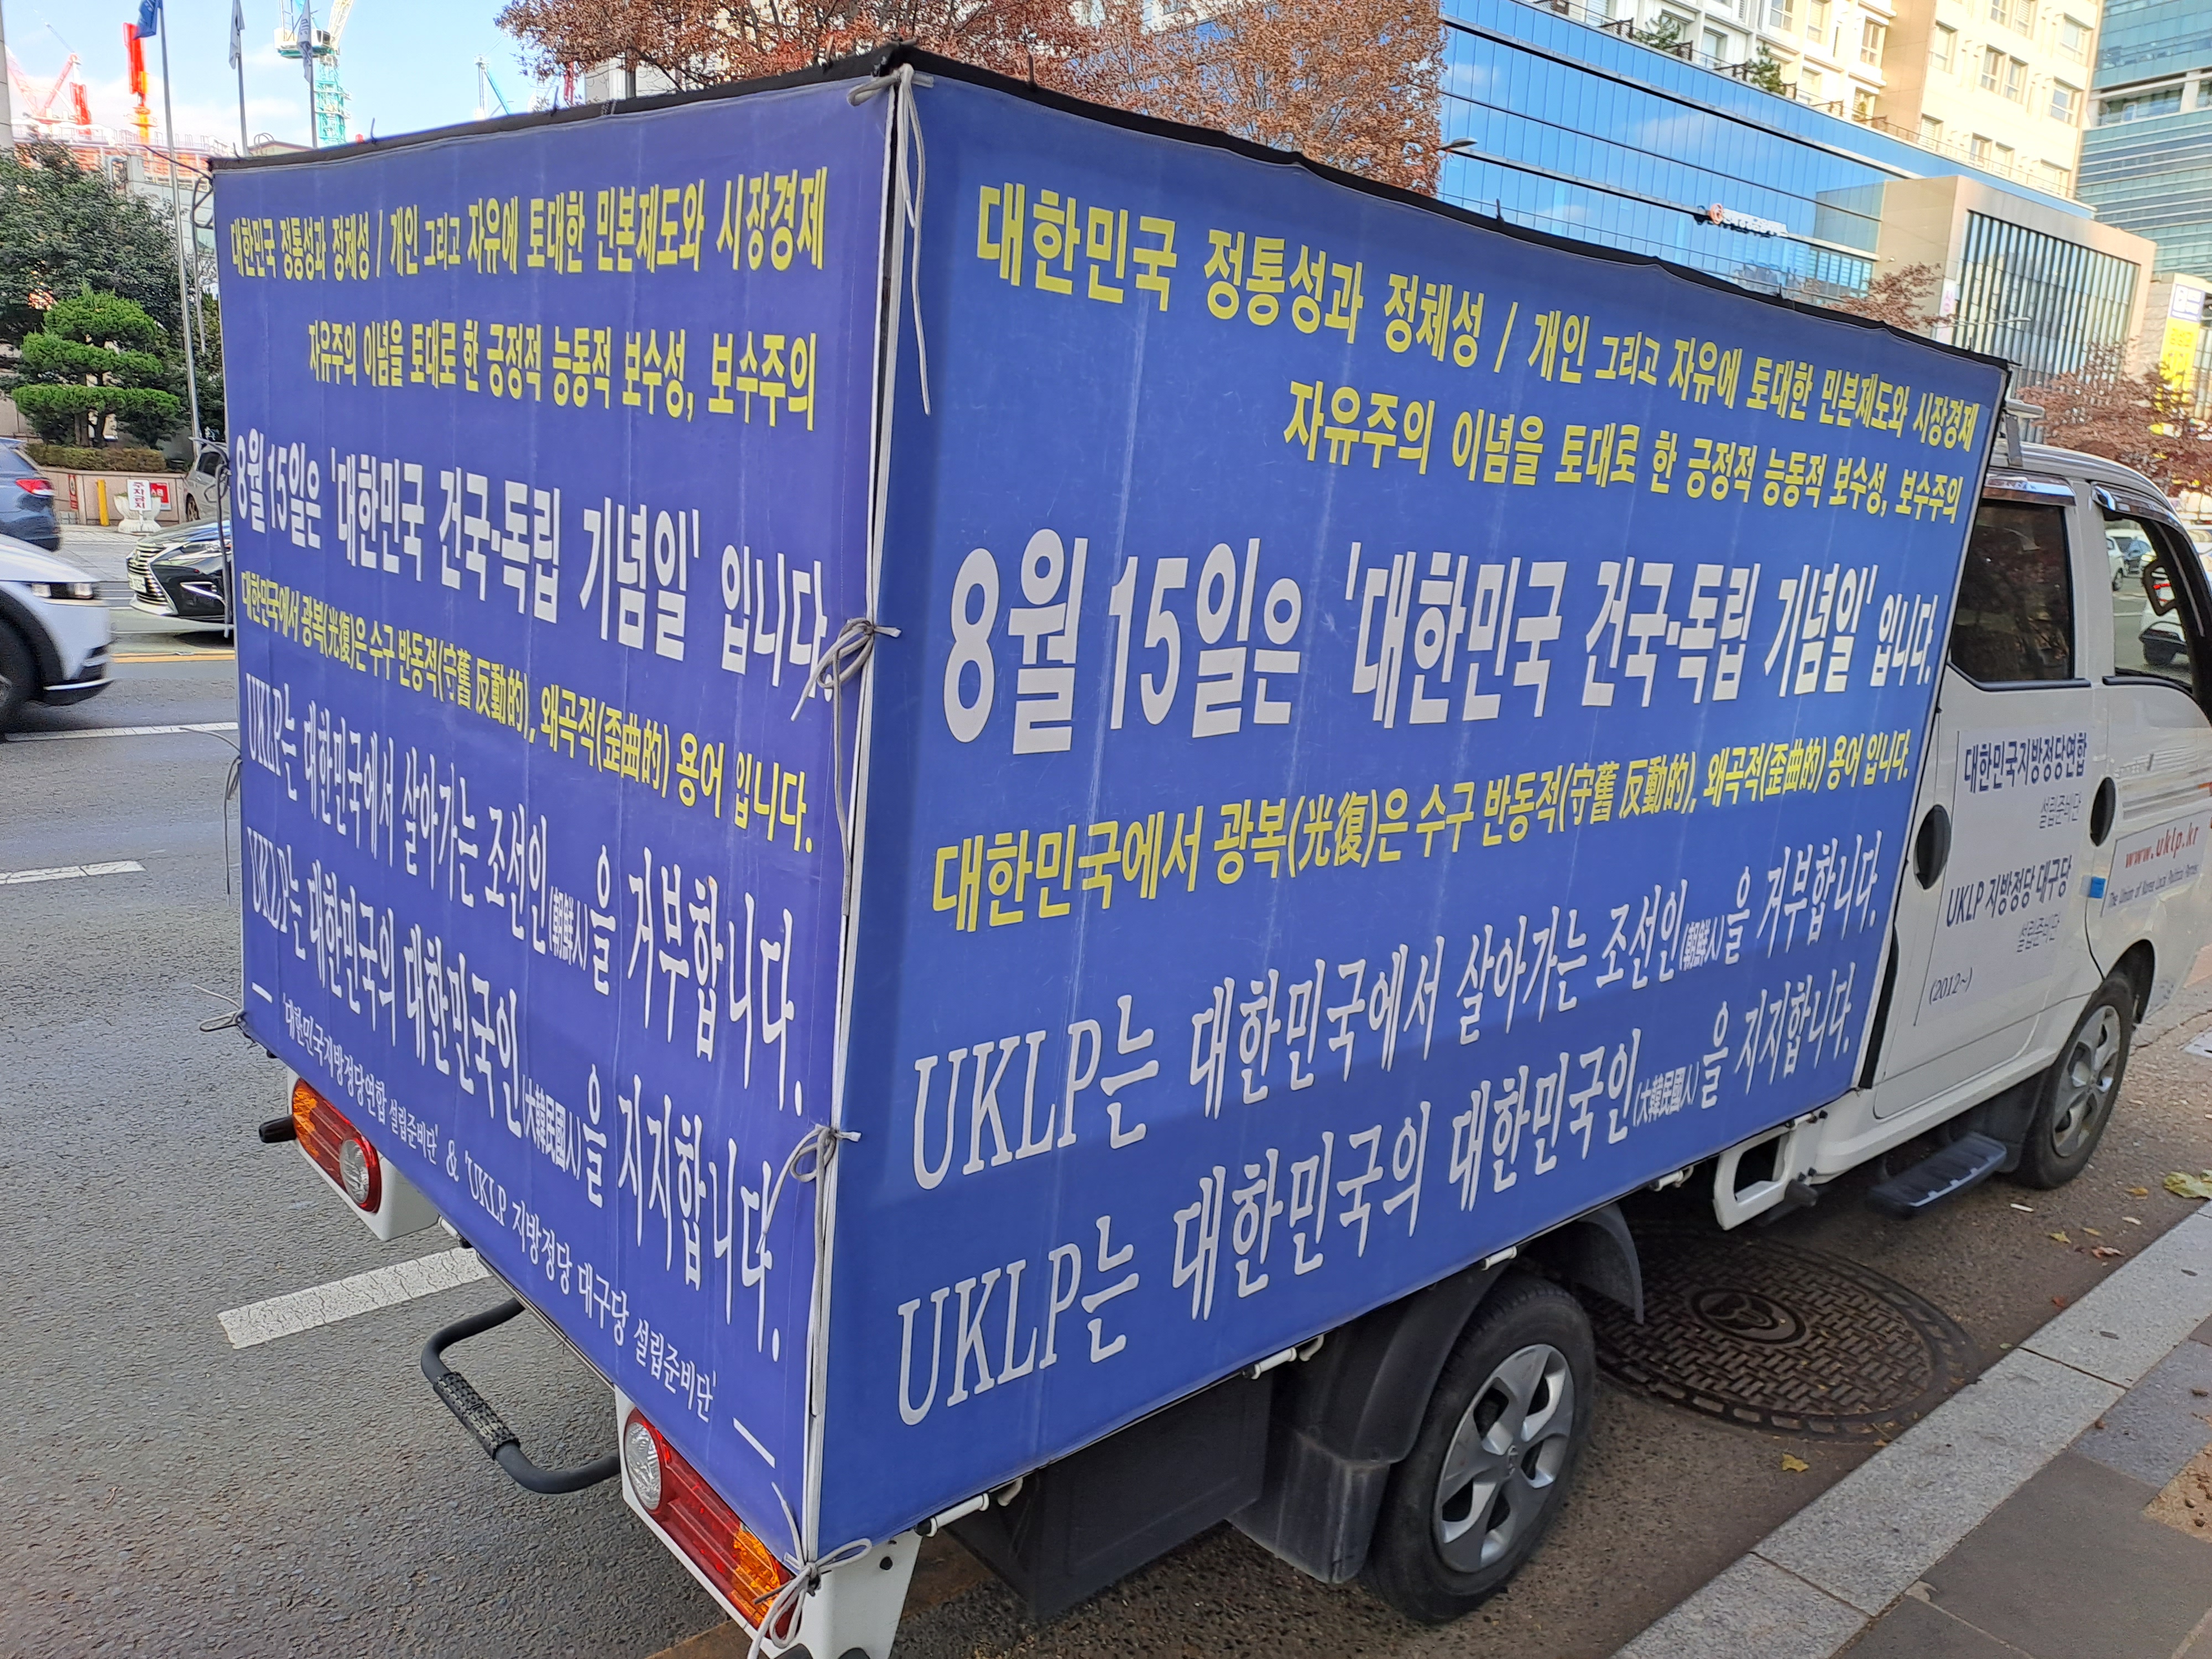 대한민국 정통성과 정체성 / 개인 그리고 자유에 토대한 민본제도와 시장경제
자유주의 이념을 토대로 한 긍정적 능동적 보수성, 보수주의
8월 15일은 '대한민국 건국·독립 기념일' 입니다.
대한민국에서 광복(光復)은 수구 반동적(守舊 反動的), 왜곡적(歪曲的) 용어 입니다.
UKLP는 대한민국에서 살아가는 조선인(朝鮮人)을 거부합니다.
UKLP는 대한민국의 대한민국인(大韓民國人)을 지지합니다.
— '대한민국지방정당연합 설립준비단' & 'UKLP 지방정당 대구당 설립준비단' —
대한민국 정통성과 정체성 / 개인 그리고 자유에 토대한 민본제도와 시장경제
자유주의 이념을 토대로 한 긍정적 능동적 보수성, 보수주의
8월 15일은 '대한민국 건국·독립 기념일' 입니다.
대한민국에서 광복(光復)은 수구 반동적(守舊 反動的), 왜곡적(歪曲的) 용어 입니다.
UKLP는 대한민국에서 살아가는 조선인(朝鮮人)을 거부합니다.
UKLP는 대한민국의 대한민국인(大韓民國人)을 지지합니다.
대한민국지방정당연합
설립준비단
UKLP 지방정당 대구당
설립준비단
(2012~)
www.uklp.kr
The Union of Korea Local Political Parties
주차금지